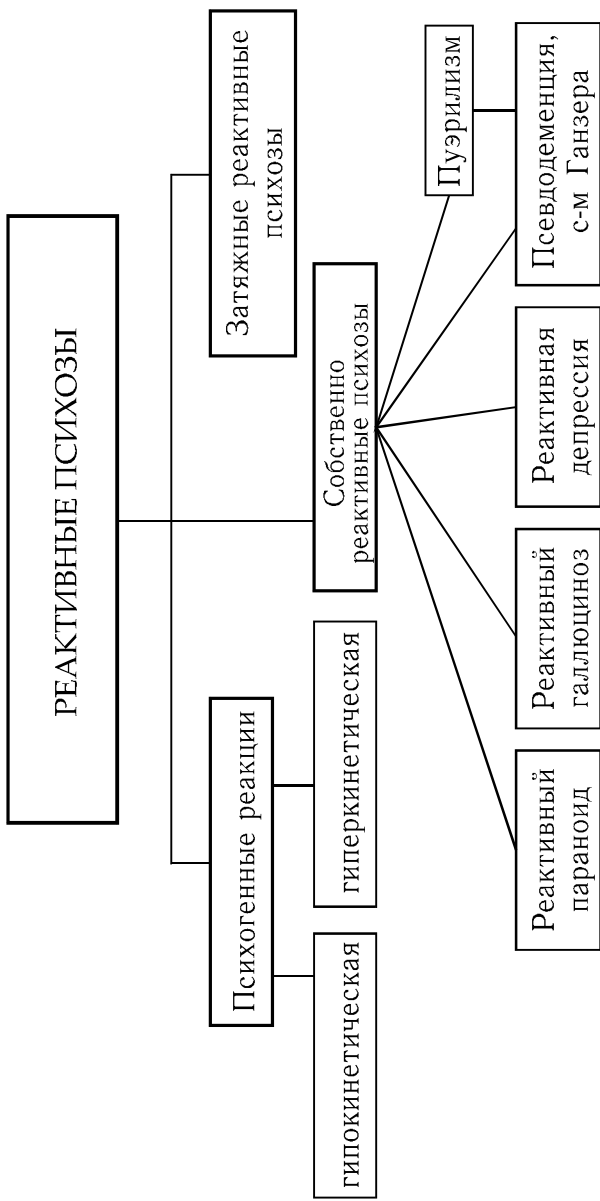 РЕАКТИВНЫЕ ПСИХОЗЫ
Психогенные реакции
Затяжные реактивные
психозы
гипокинетическая
гиперкинетическая
Собственно
реактивные психозы
Пуэрилизм
Реактивный
параноид
Реактивный
галлюциноз
Реактивная
депрессия
Псевдодеменция,
с-м Ганзера